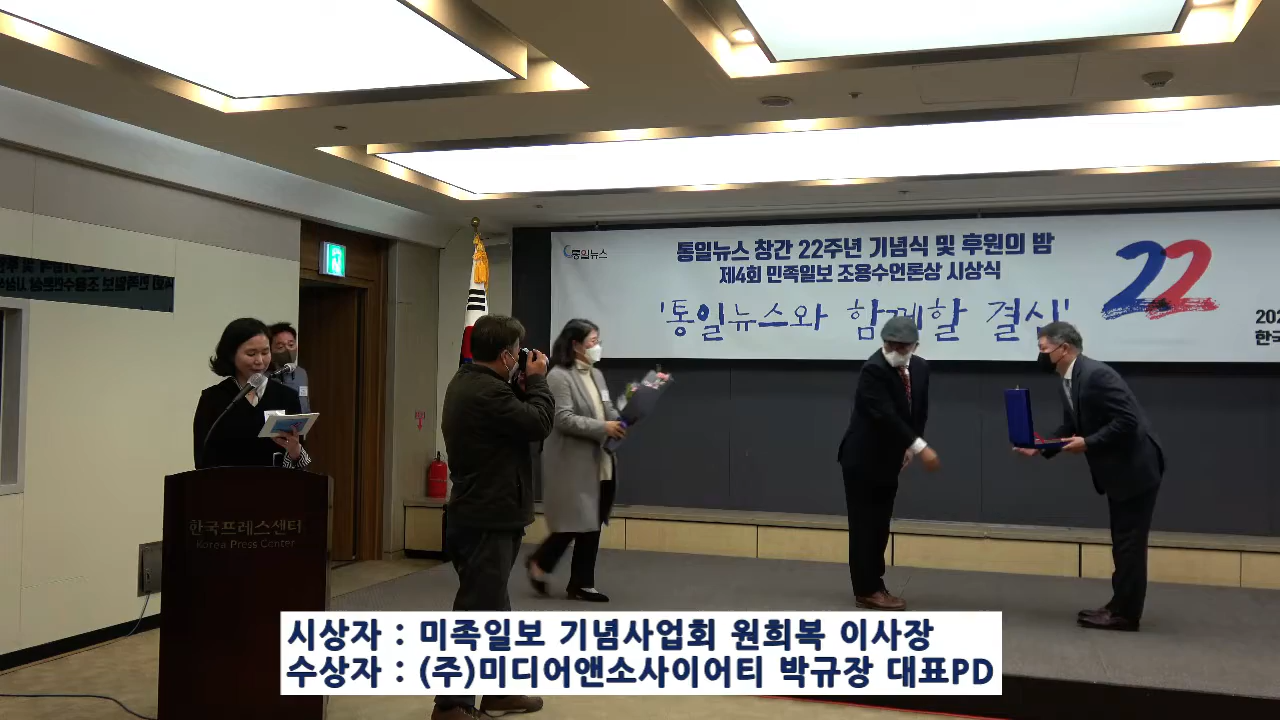 통일뉴스
통일뉴스 창간 22주년 기념식 및 후원의 밤
제4회 민족일보 조용수언론상 시상식
'통일뉴스와 함께할 결심'
22
202
한국
한국프레스센터
Korea Press Center
시상자 : 미족일보 기념사업회 원희복 이사장
수상자 : (주)미디어앤소사이어티 박규장 대표PD